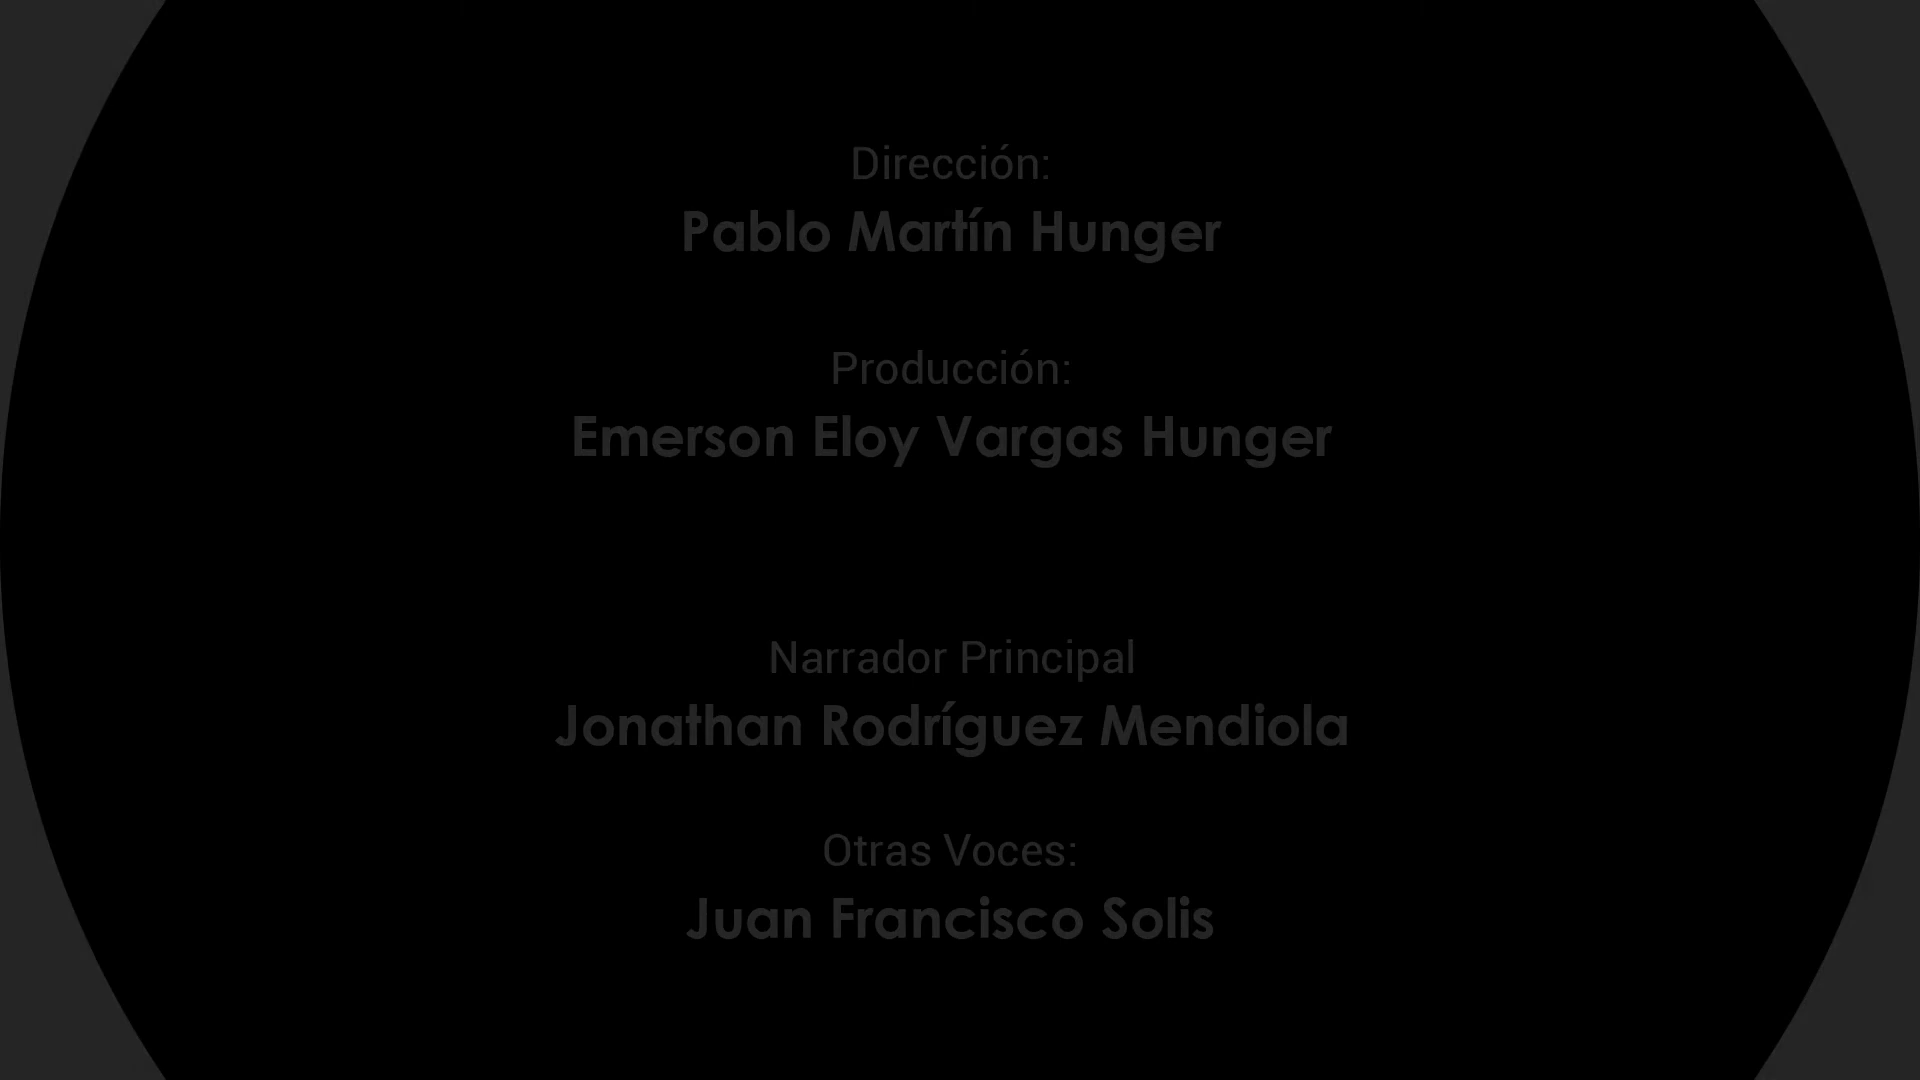 Dirección:
Pablo Martín Hunger
Producción:
Emerson Eloy Vargas Hunger
Narrador Principal
Jonathan Rodríguez Mendiola
Otras Voces:
Juan Francisco Solis